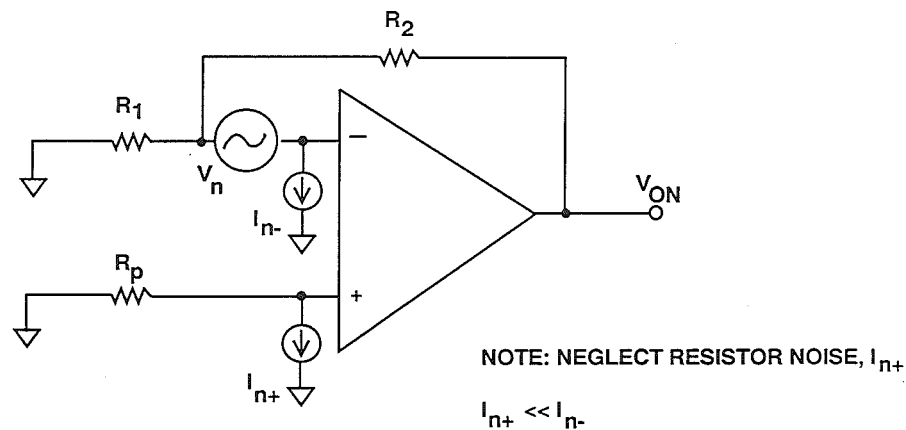 R2
R1
Vn
−
In-
VON
Rp
+
In+
NOTE: NEGLECT RESISTOR NOISE, In+
In+ << In-